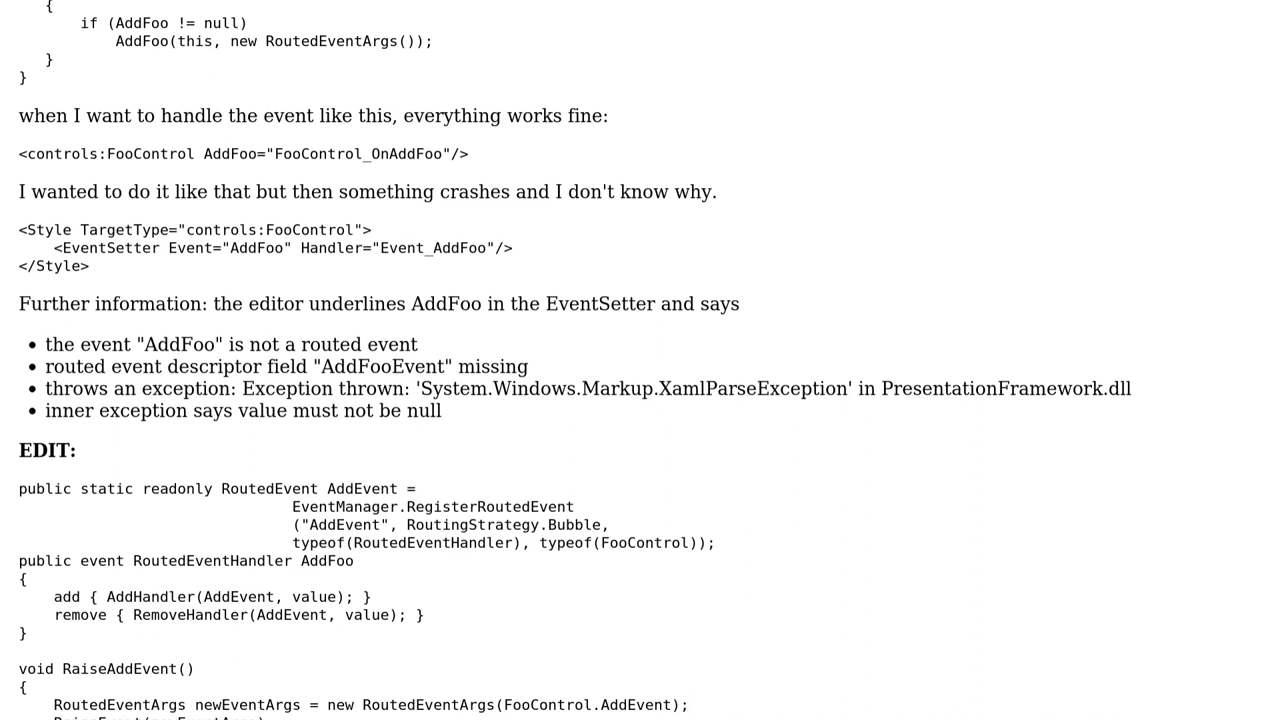 {
if (AddFoo != null)
AddFoo(this, new RoutedEventArgs());
}
}
when I want to handle the event like this, everything works fine:
<controls:FooControl AddFoo="FooControl_OnAddFoo"/>
I wanted to do it like that but then something crashes and I don't know why.
<Style TargetType="controls:FooControl">
<EventSetter Event="AddFoo" Handler="Event_AddFoo"/>
</Style>
Further information: the editor underlines AddFoo in the EventSetter and says
• the event "AddFoo" is not a routed event
• routed event descriptor field "AddFooEvent" missing
• throws an exception: Exception thrown: 'System.Windows.Markup.XamlParseException' in PresentationFramework.dll
• inner exception says value must not be null
EDIT:
public static readonly RoutedEvent AddEvent =
EventManager.RegisterRoutedEvent
("AddEvent", RoutingStrategy.Bubble,
typeof(RoutedEventHandler), typeof(FooControl));
public event RoutedEventHandler AddFoo
{
add { AddHandler(AddEvent, value); }
remove { RemoveHandler(AddEvent, value); }
}
void RaiseAddEvent()
{
RoutedEventArgs newEventArgs = new RoutedEventArgs(FooControl.AddEvent);